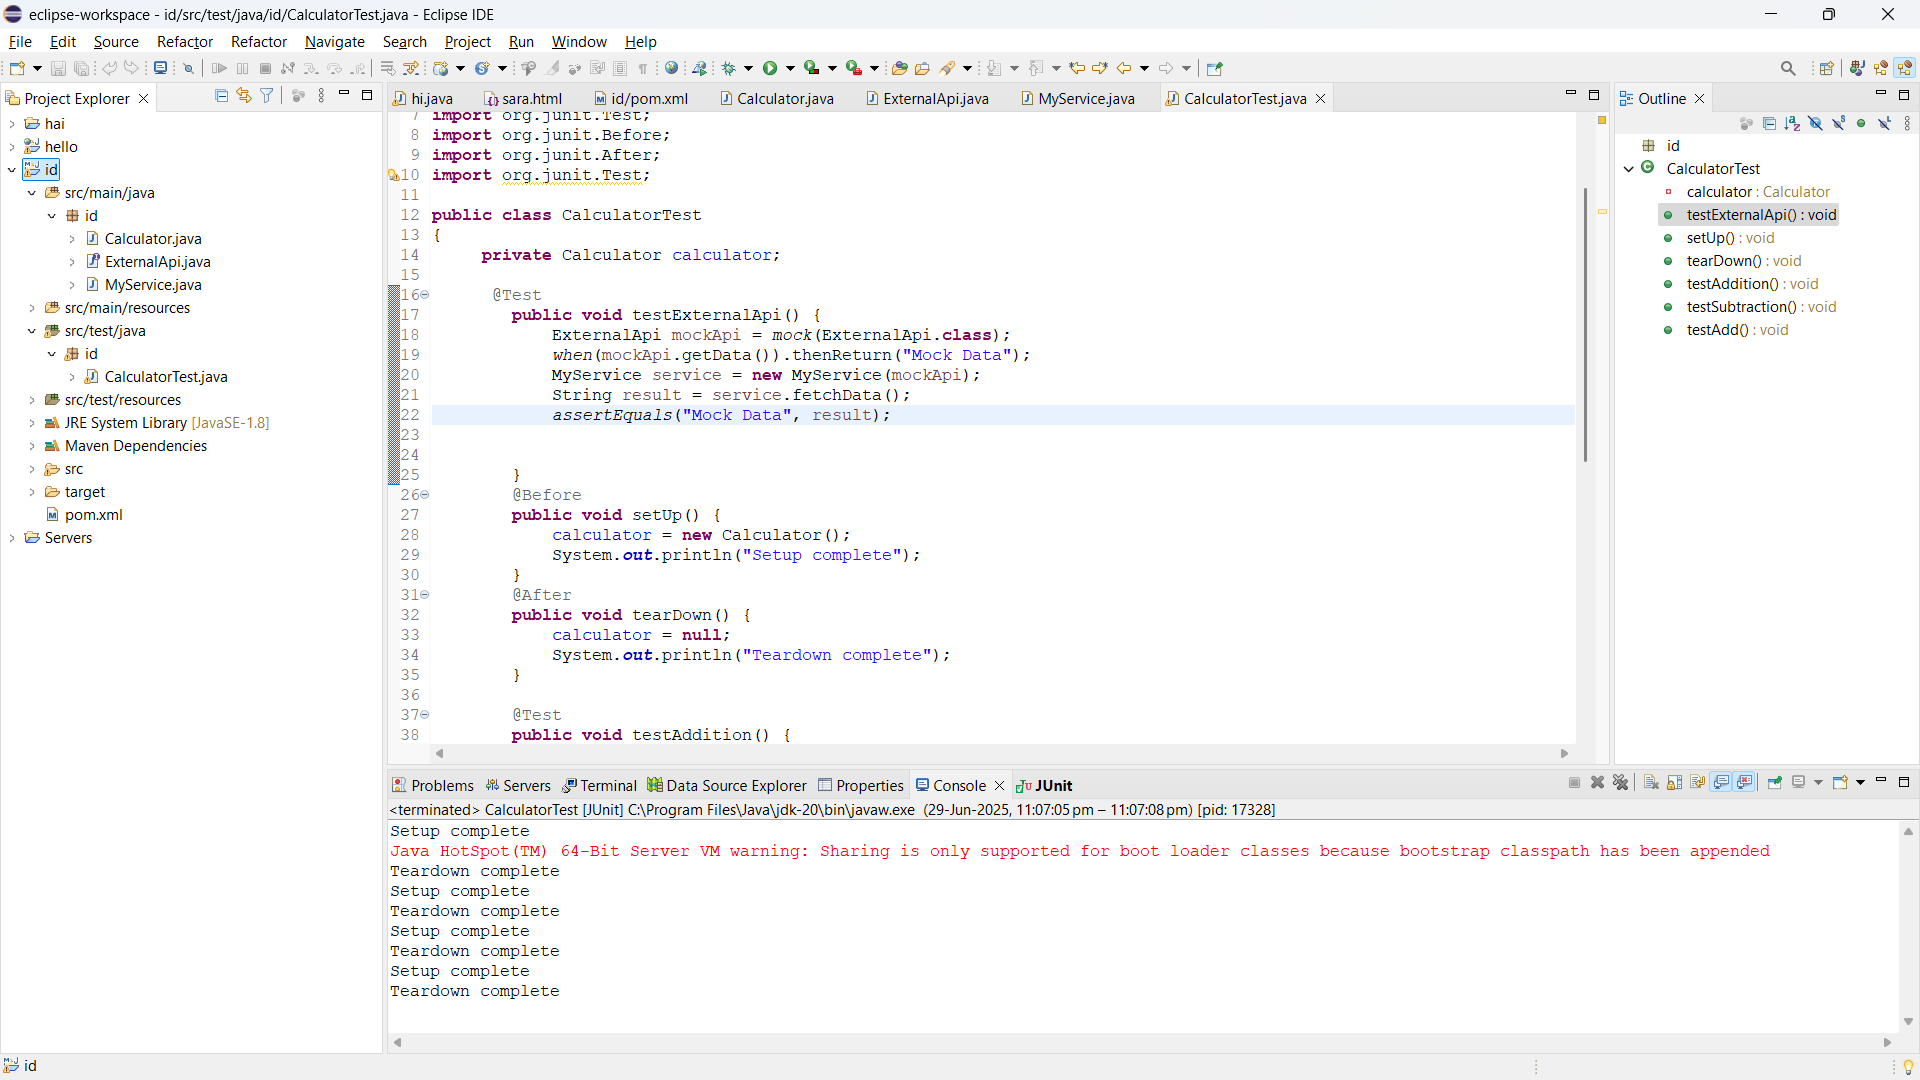 eclipse-workspace - id/src/test/java/id/CalculatorTest.java - Eclipse IDE
File Edit Source Refactor Refactor Navigate Search Project Run Window Help
Project Explorer
hai
hello
id
src/main/java
id
Calculator.java
ExternalApi.java
MyService.java
src/main/resources
src/test/java
id
CalculatorTest.java
src/test/resources
JRE System Library [JavaSE-1.8]
Maven Dependencies
src
target
pom.xml
Servers
hi.java sara.html id/pom.xml Calculator.java ExternalApi.java MyService.java CalculatorTest.java
7 import org.junit.Test;
8 import org.junit.Before;
9 import org.junit.After;
10 import org.junit.Test;
11
12 public class CalculatorTest
13 {
14 private Calculator calculator;
15
16 @Test
17 public void testExternalApi() {
18 ExternalApi mockApi = mock(ExternalApi.class);
19 when(mockApi.getData()).thenReturn("Mock Data");
20 MyService service = new MyService(mockApi);
21 String result = service.fetchData();
22 assertEquals("Mock Data", result);
23
24
25 }
26 @Before
27 public void setUp() {
28 calculator = new Calculator();
29 System.out.println("Setup complete");
30 }
31 @After
32 public void tearDown() {
33 calculator = null;
34 System.out.println("Teardown complete");
35 }
36
37 @Test
38 public void testAddition() {
Outline
id
CalculatorTest
calculator : Calculator
testExternalApi() : void
setUp() : void
tearDown() : void
testAddition() : void
testSubtraction() : void
testAdd() : void
Problems Servers Terminal Data Source Explorer Properties Console JUnit
<terminated> CalculatorTest [JUnit] C:\Program Files\Java\jdk-20\bin\javaw.exe (29-Jun-2025, 11:07:05 pm – 11:07:08 pm) [pid: 17328]
Setup complete
Java HotSpot(TM) 64-Bit Server VM warning: Sharing is only supported for boot loader classes because bootstrap classpath has been appended
Teardown complete
Setup complete
Teardown complete
Setup complete
Teardown complete
Setup complete
Teardown complete
id